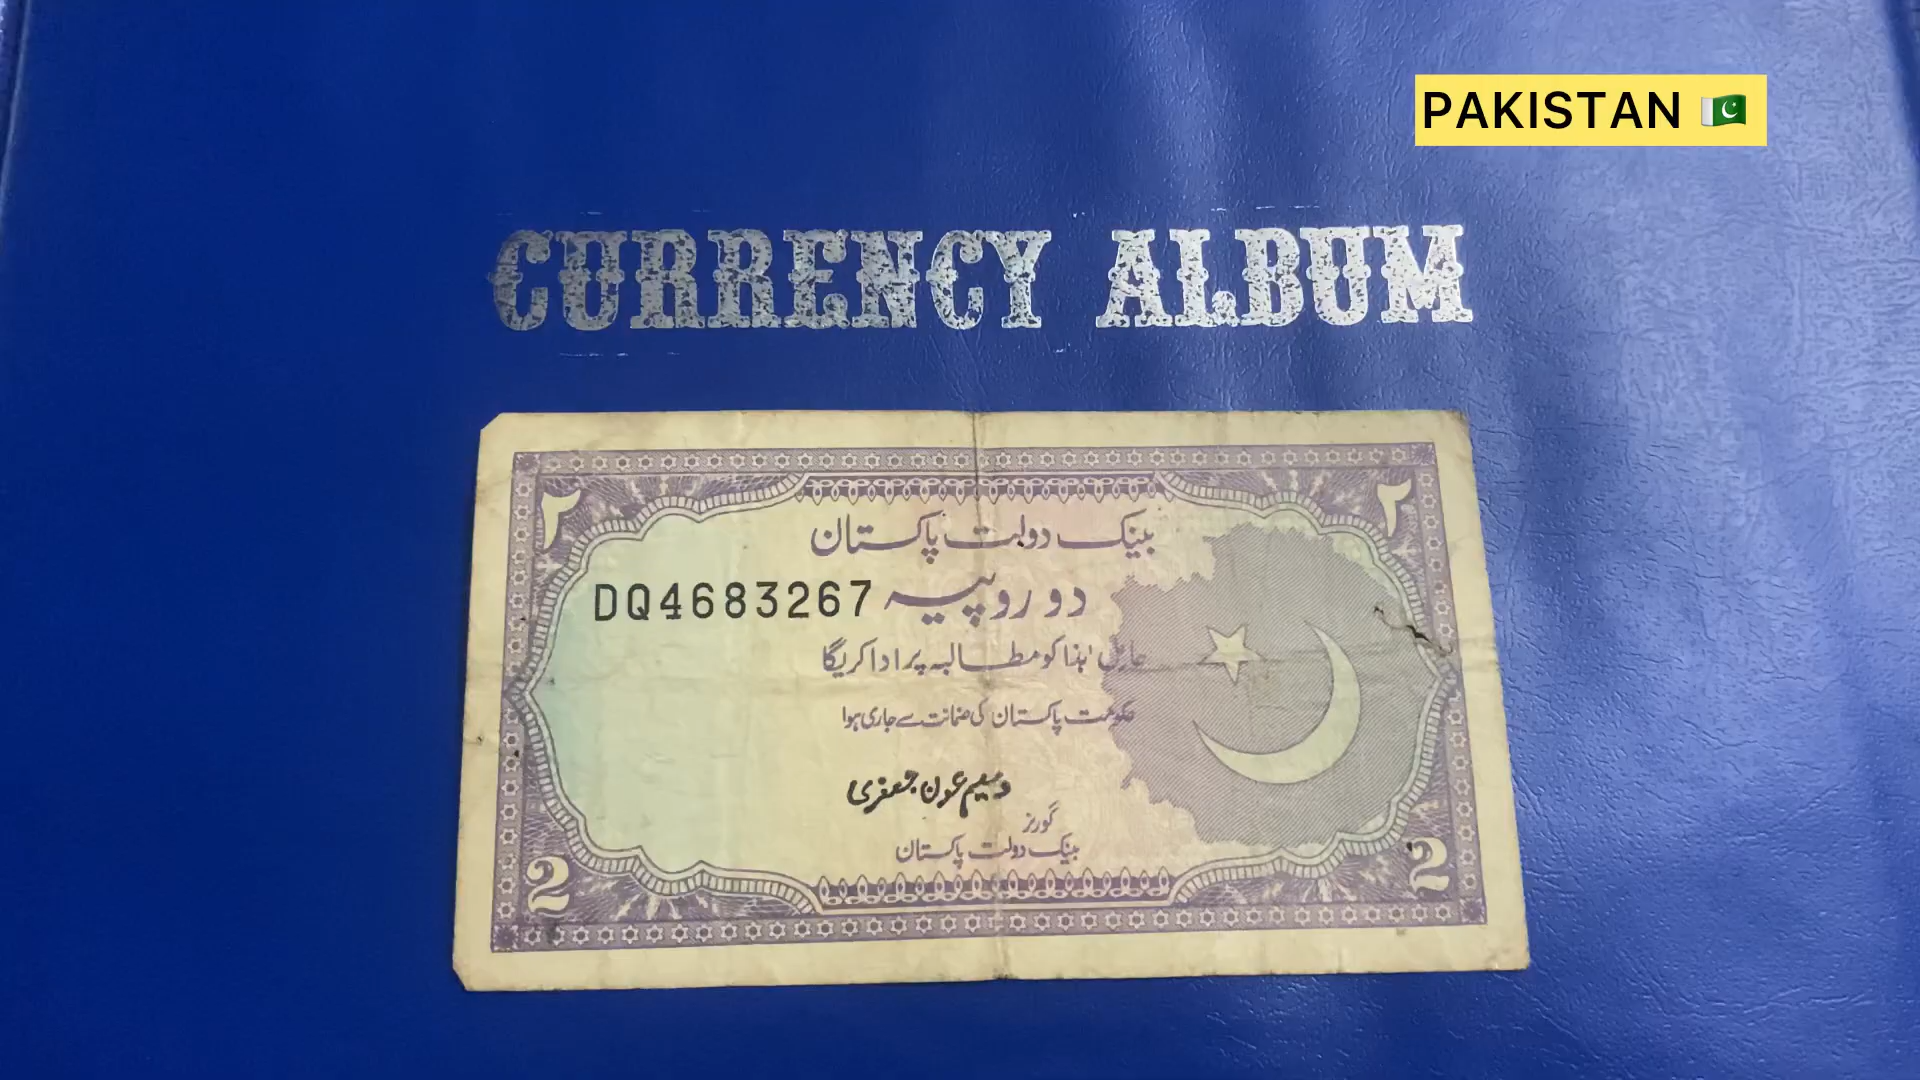 PAKISTAN 🇵🇰
CURRENCY ALBUM
۲ ۲
بینک دولت پاکستان
DQ4683267 دو روپیہ
حامل ہٰذا کو مطالبہ پر ادا کریگا
حکومت پاکستان کی ضمانت سے جاری ہوا
وسیم عون جعفری
گورنر
بینک دولت پاکستان
2 2